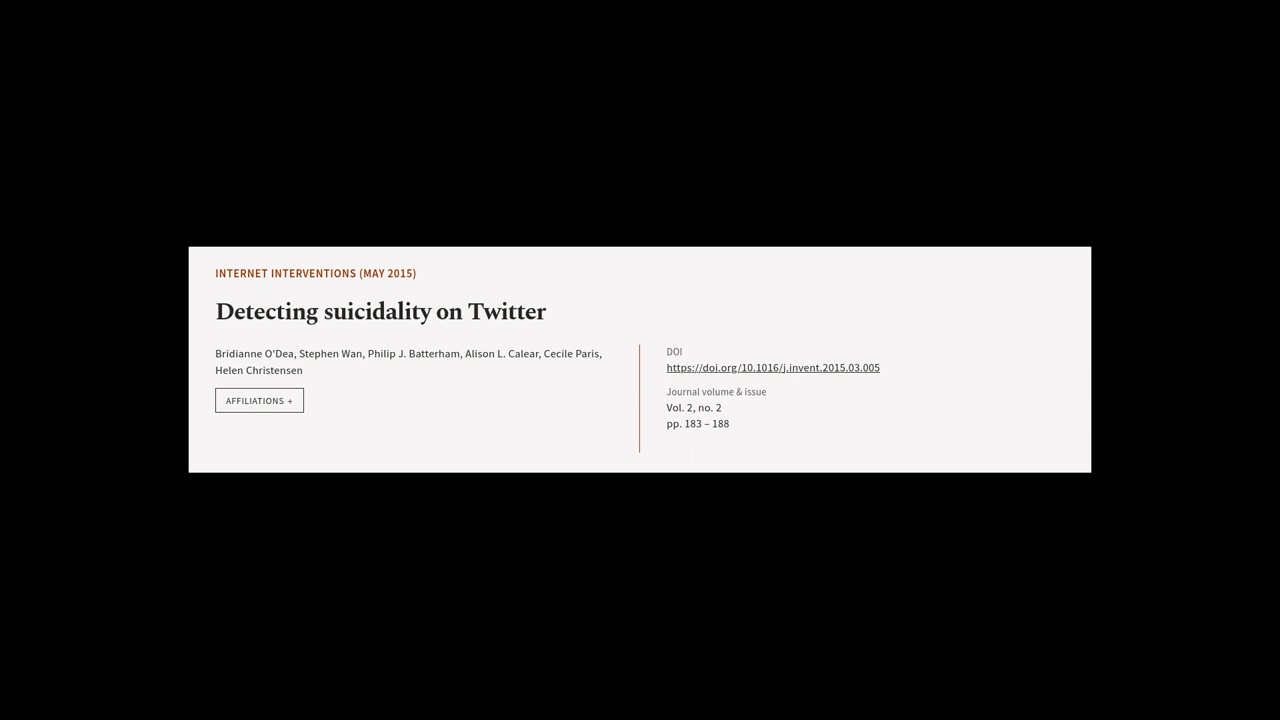 INTERNET INTERVENTIONS (MAY 2015)
Detecting suicidality on Twitter
Bridianne O'Dea, Stephen Wan, Philip J. Batterham, Alison L. Calear, Cecile Paris,
Helen Christensen
AFFILIATIONS +
DOI
https://doi.org/10.1016/j.invent.2015.03.005
Journal volume & issue
Vol. 2, no. 2
pp. 183 – 188